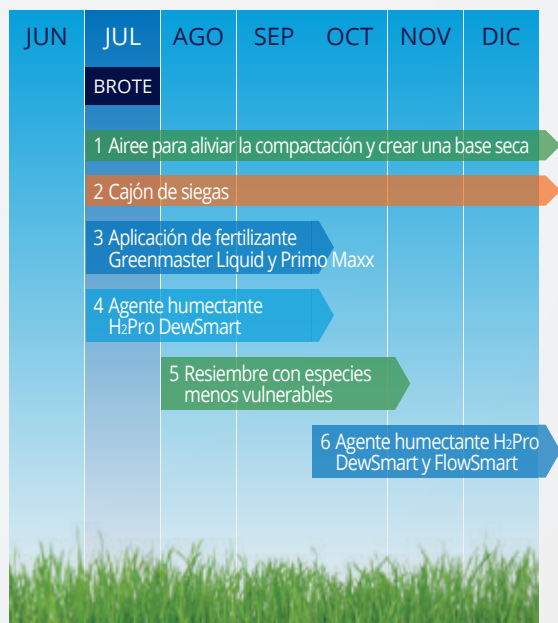 JUN JUL AGO SEP OCT NOV DIC
BROTE
1 Airee para aliviar la compactación y crear una base seca
2 Cajón de siegas
3 Aplicación de fertilizante
Greenmaster Liquid y Primo Maxx
4 Agente humectante
H₂Pro DewSmart
5 Resiembre con especies
menos vulnerables
6 Agente humectante H₂Pro
DewSmart y FlowSmart